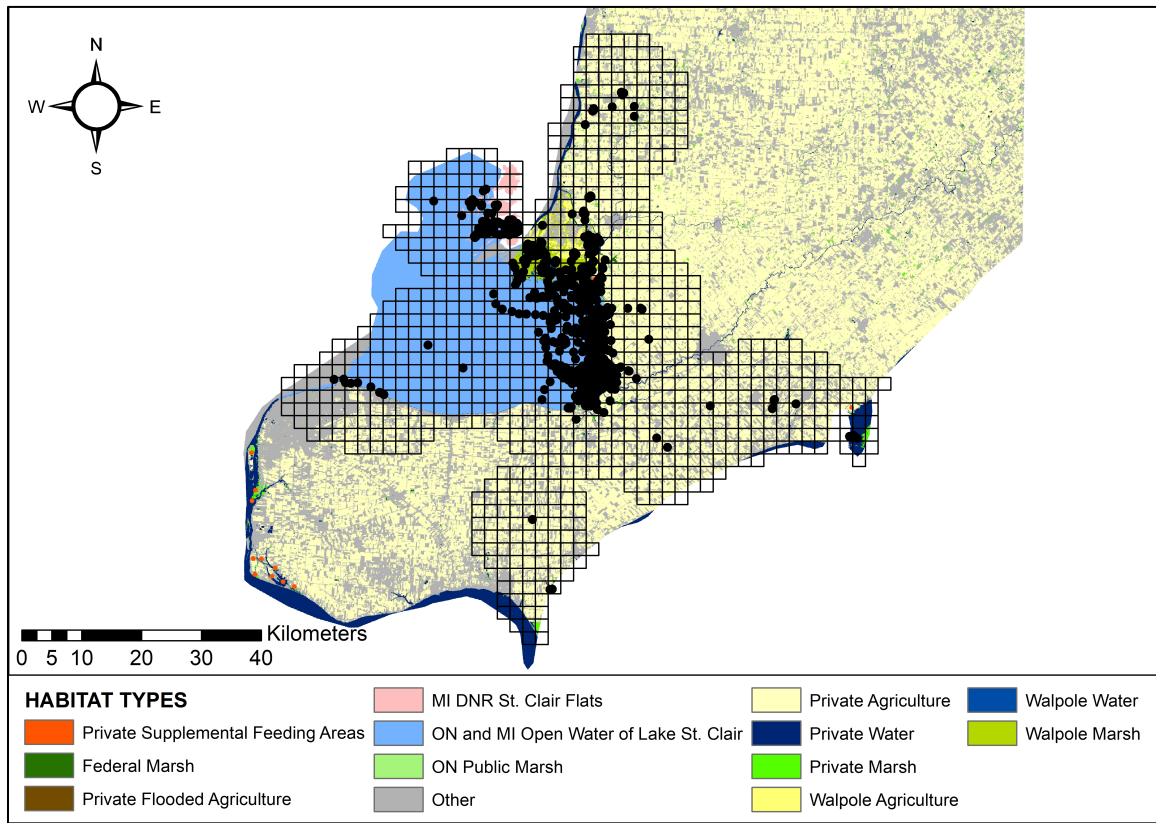 N
W E
S
Kilometers
0 5 10 20 30 40
HABITAT TYPES
Private Supplemental Feeding Areas
Federal Marsh
Private Flooded Agriculture
MI DNR St. Clair Flats
ON and MI Open Water of Lake St. Clair
ON Public Marsh
Other
Private Agriculture
Private Water
Private Marsh
Walpole Agriculture
Walpole Water
Walpole Marsh